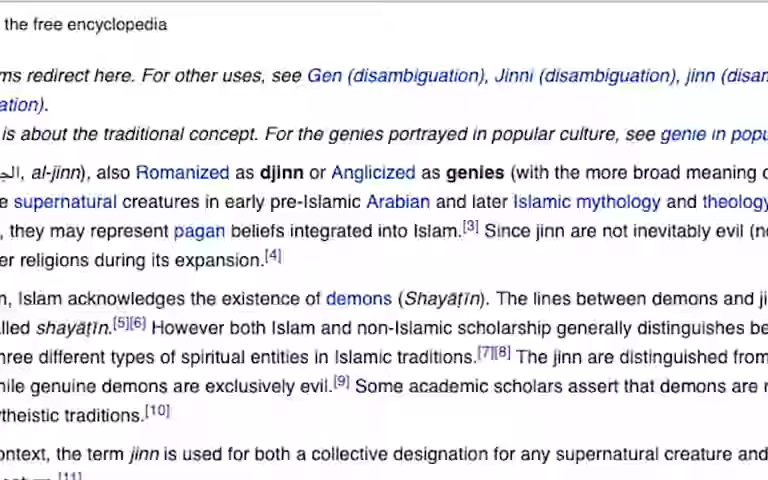 the free encyclopedia
ms redirect here. For other uses, see Gen (disambiguation), Jinni (disambiguation), jinn (disam
ation).
is about the traditional concept. For the genies portrayed in popular culture, see genie in popu
الجن, al-jinn), also Romanized as djinn or Anglicized as genies (with the more broad meaning o
e supernatural creatures in early pre-Islamic Arabian and later Islamic mythology and theology
, they may represent pagan beliefs integrated into Islam.[3] Since jinn are not inevitably evil (ne
er religions during its expansion.[4]
n, Islam acknowledges the existence of demons (Shayāṭīn). The lines between demons and ji
lled shayāṭīn.[5][6] However both Islam and non-Islamic scholarship generally distinguishes be
hree different types of spiritual entities in Islamic traditions.[7][8] The jinn are distinguished from
hile genuine demons are exclusively evil.[9] Some academic scholars assert that demons are r
ytheistic traditions.[10]
ontext, the term jinn is used for both a collective designation for any supernatural creature and
[11]